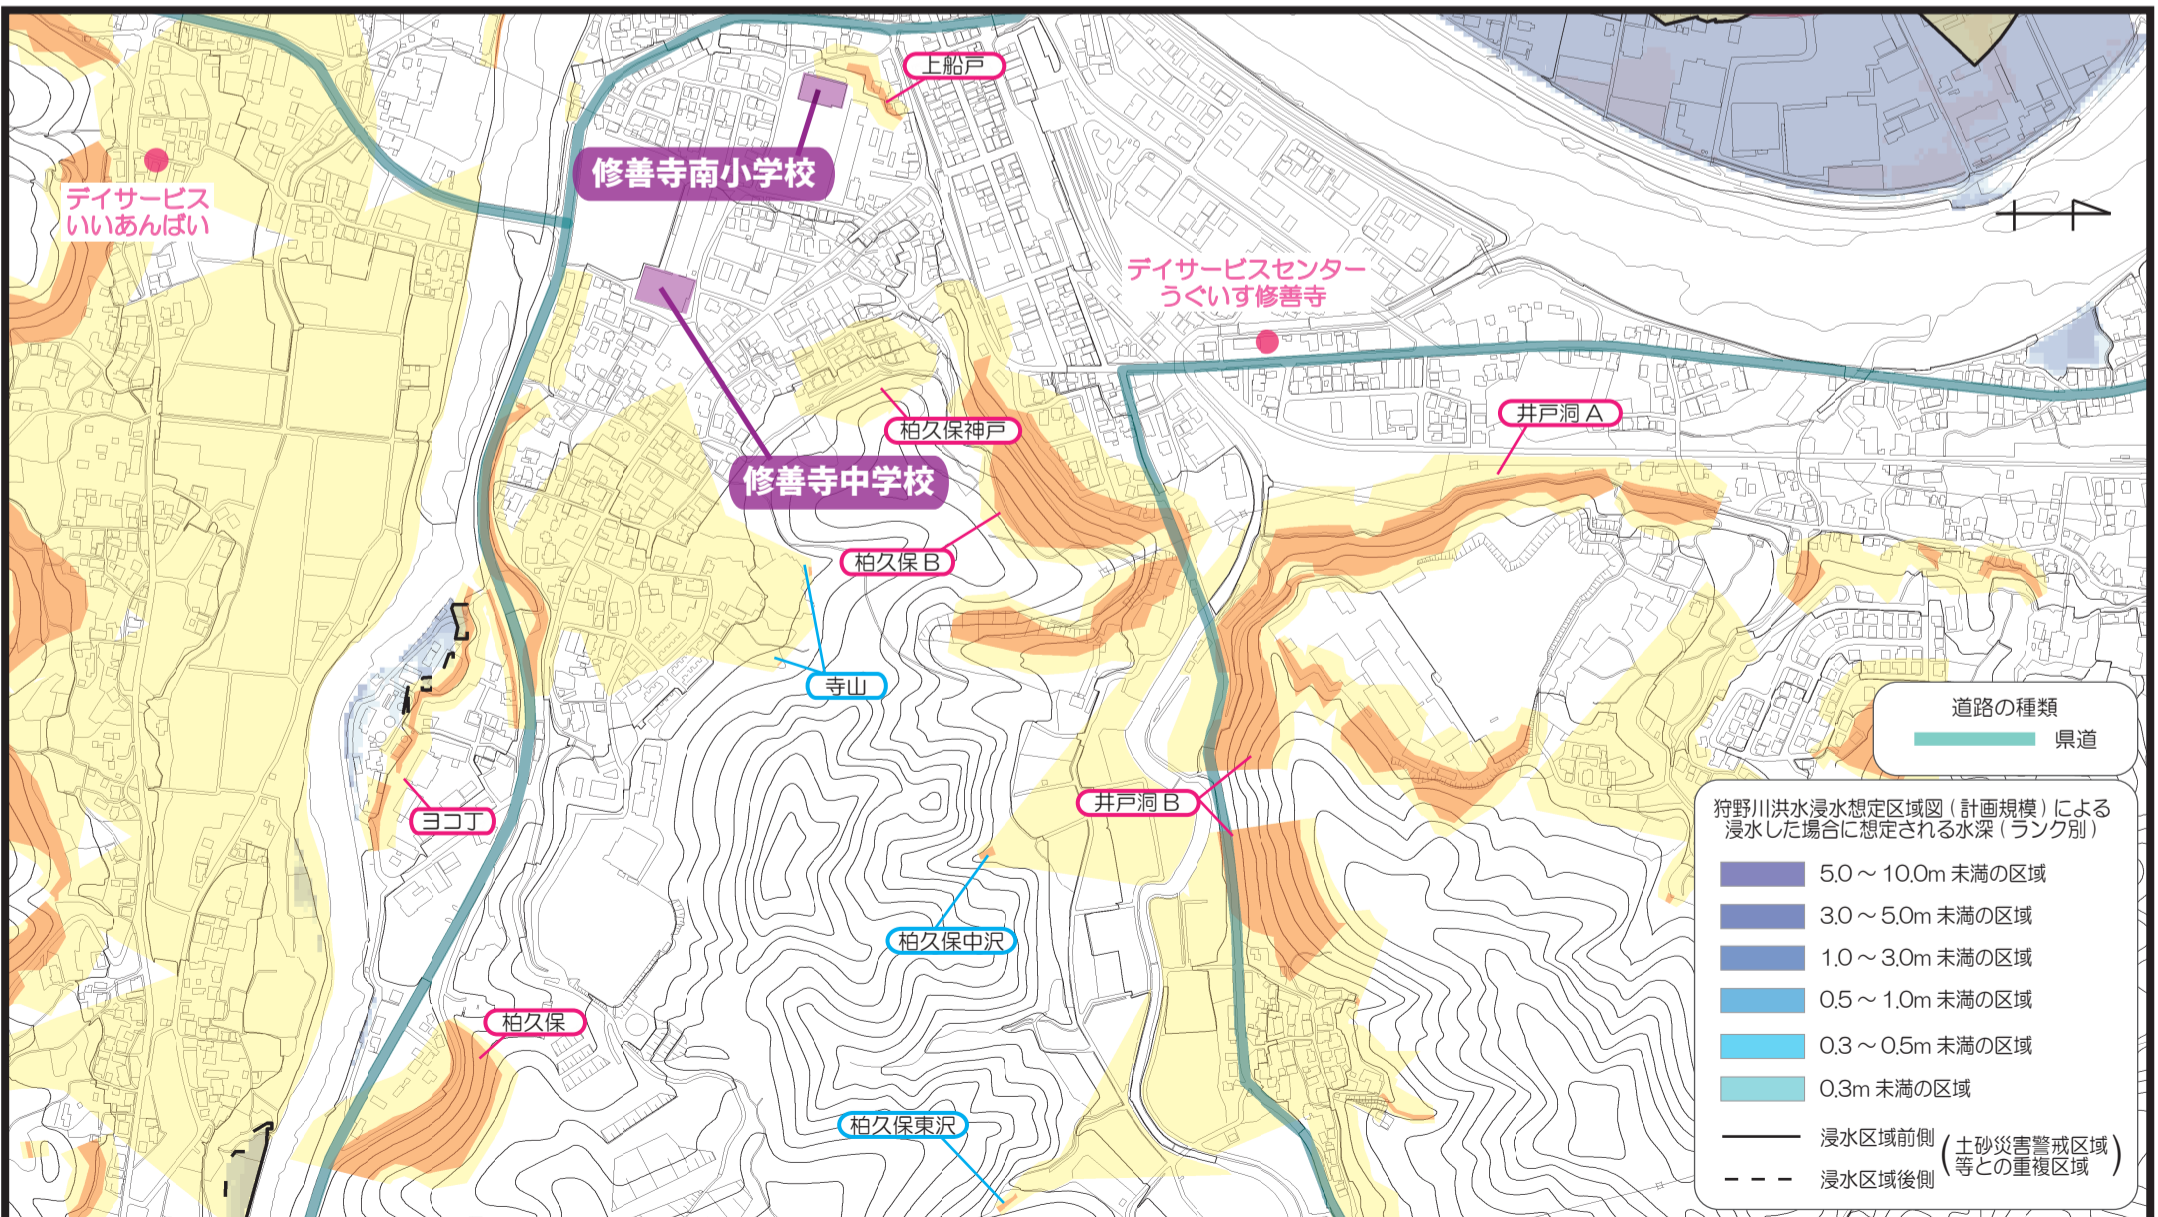 上船戸
修善寺南小学校
デイサービス
いいあんばい
デイサービスセンター
うぐいす修善寺
井戸洞 A
柏久保神戸
修善寺中学校
柏久保 B
寺山
井戸洞 B
ヨコ丁
柏久保中沢
柏久保
柏久保東沢
道路の種類
県道
狩野川洪水浸水想定区域図 ( 計画規模 ) による
浸水した場合に想定される水深 ( ランク別 )
5.0 ～ 10.0m 未満の区域
3.0 ～ 5.0m 未満の区域
1.0 ～ 3.0m 未満の区域
0.5 ～ 1.0m 未満の区域
0.3 ～ 0.5m 未満の区域
0.3m 未満の区域
浸水区域前側
浸水区域後側
( 土砂災害警戒区域
等との重複区域 )